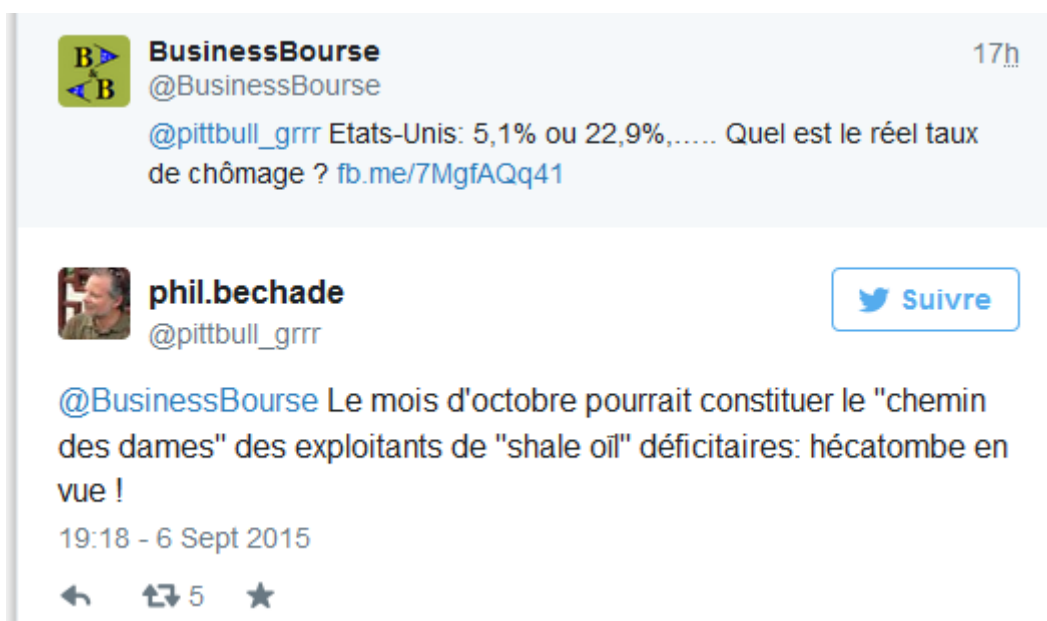 BusinessBourse
17h
@BusinessBourse
@pittbull_grrr Etats-Unis: 5,1% ou 22,9%,..... Quel est le réel taux
de chômage ? fb.me/7MgfAQq41
B
&
B
phil.bechade
Suivre
@pittbull_grrr
@BusinessBourse Le mois d'octobre pourrait constituer le "chemin
des dames" des exploitants de "shale oïl" déficitaires: hécatombe en
vue !
19:18 - 6 Sept 2015
5